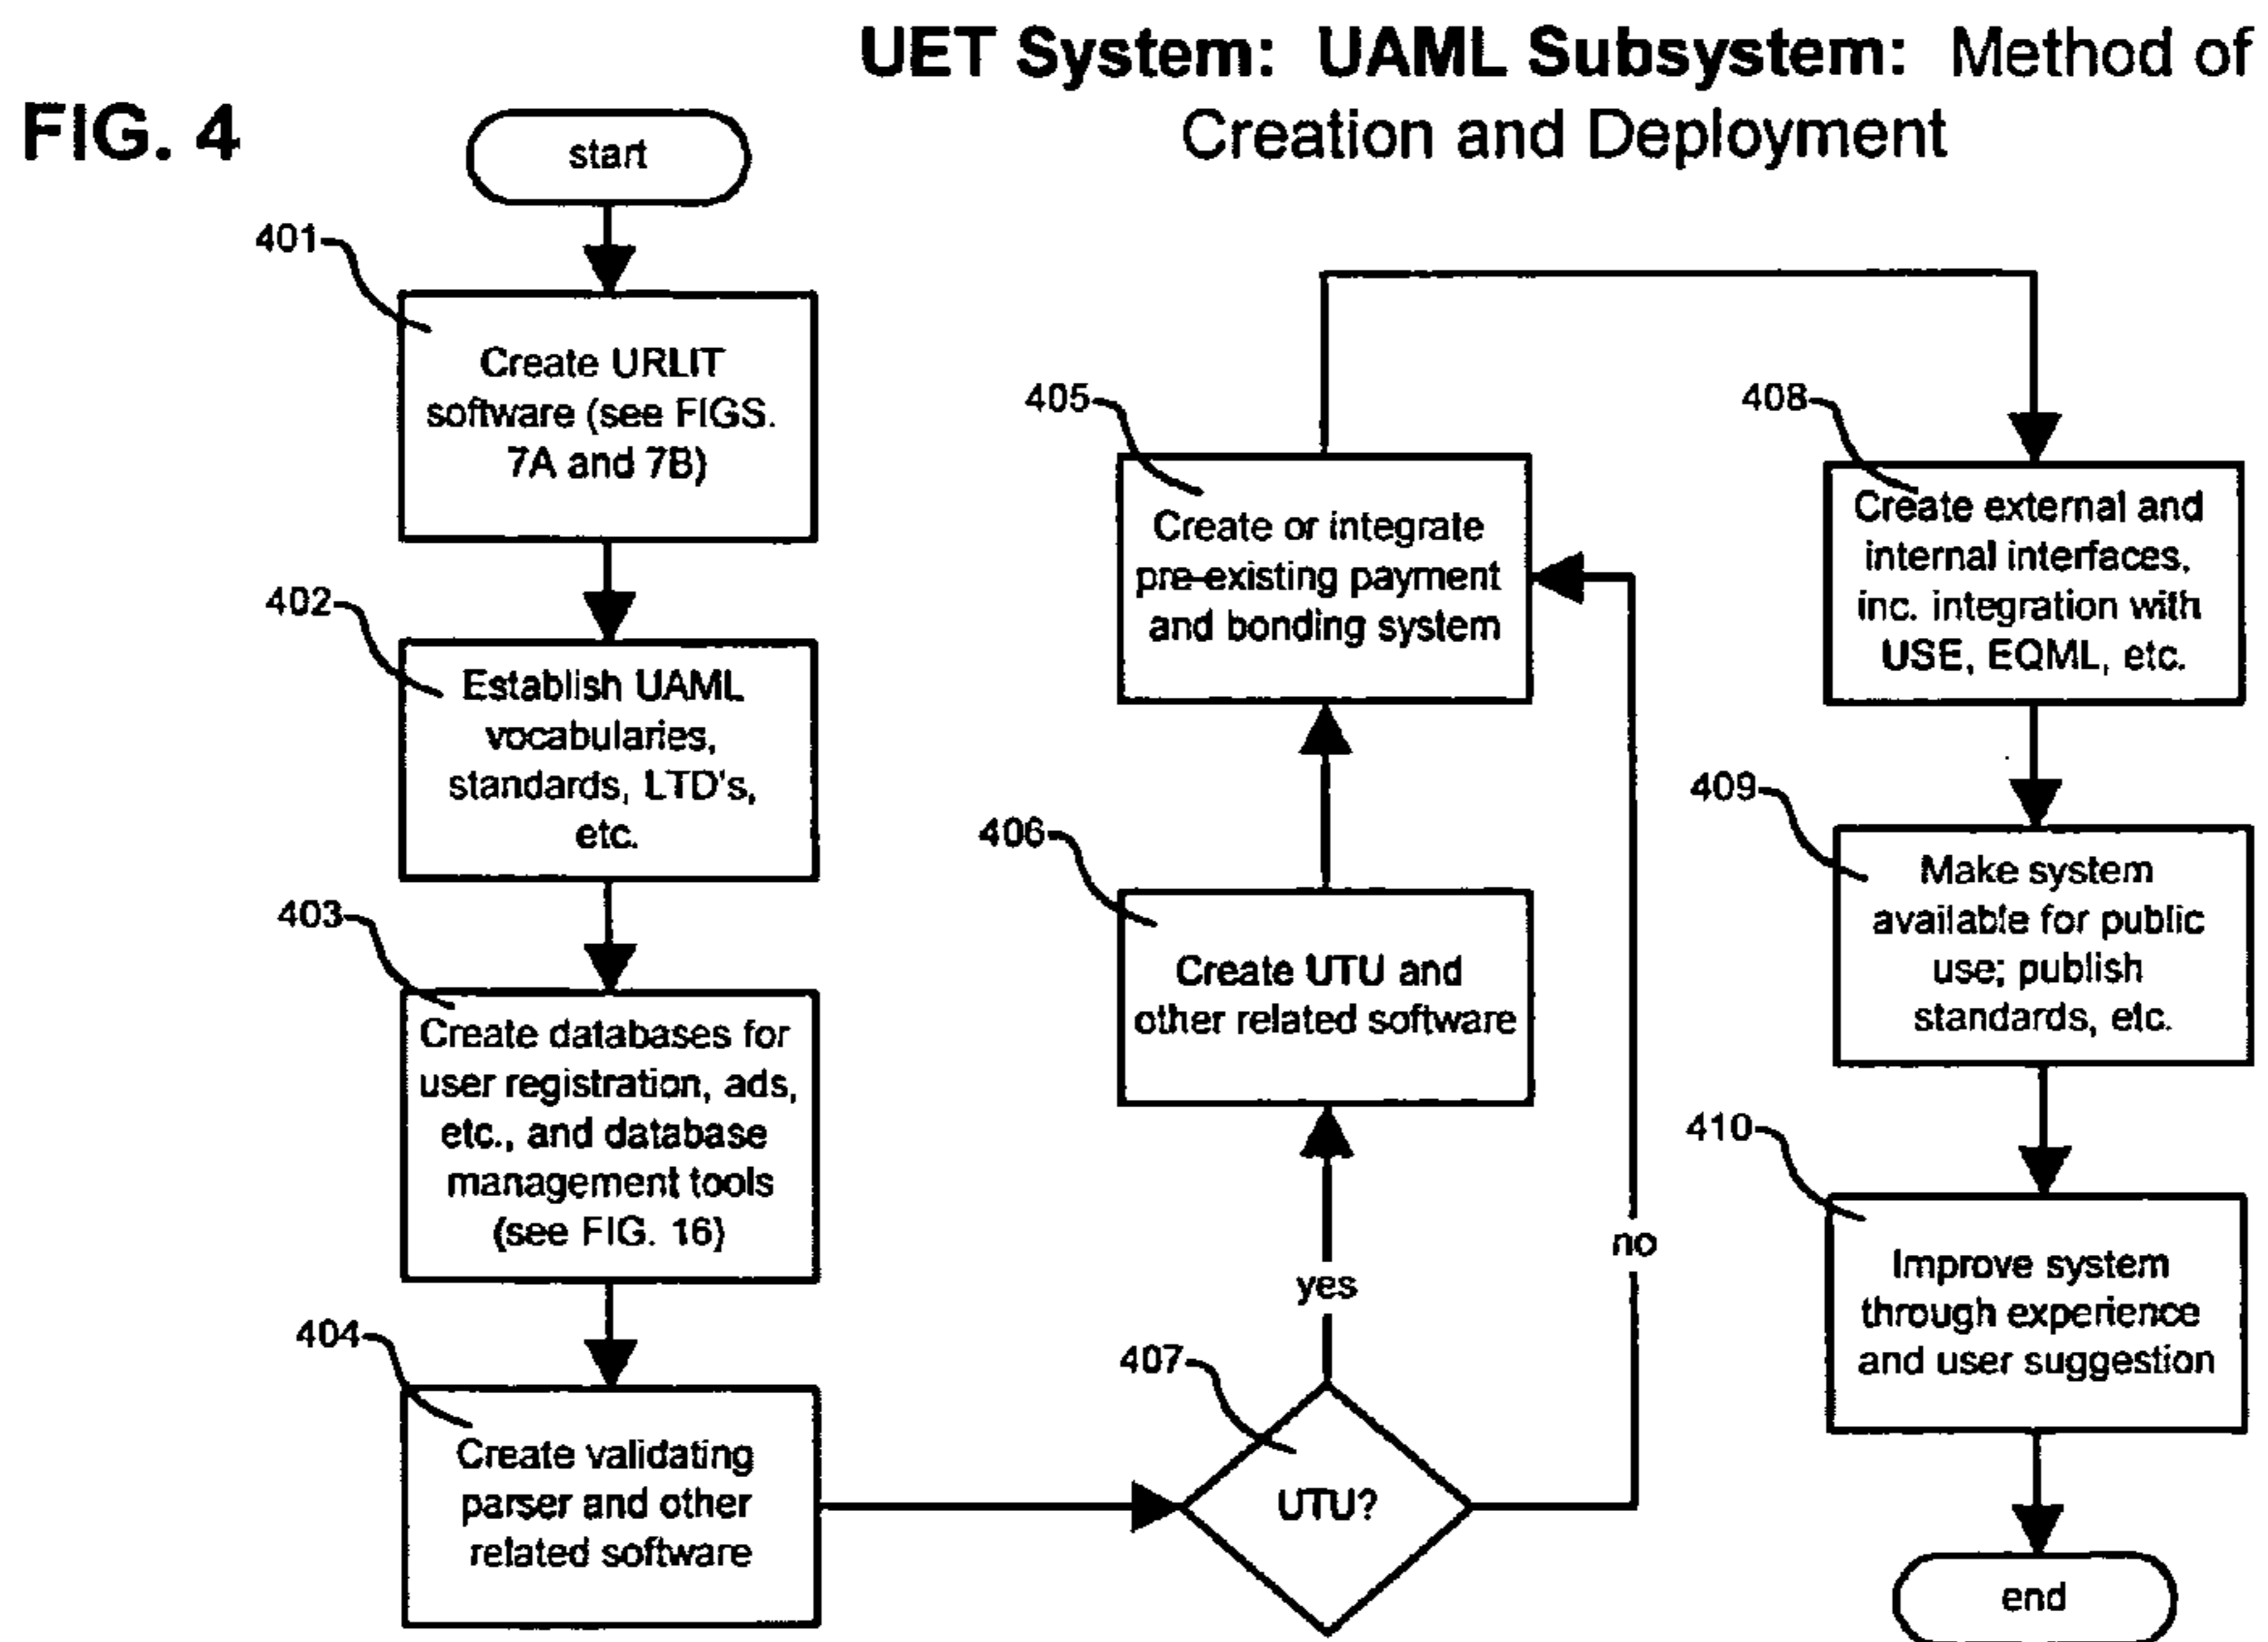 UET System: UAML Subsystem: Method of
Creation and Deployment
FIG. 4
start
401
Create URLIT
software (see FIGS.
7A and 7B)
402
Establish UAML
vocabularies,
standards, LTD's,
etc.
403
Create databases for
user registration, ads,
etc., and database
management tools
(see FIG. 16)
404
Create validating
parser and other
related software
405
Create or integrate
pre-existing payment
and bonding system
406
Create UTU and
other related software
yes
no
407
UTU?
408
Create external and
internal interfaces,
inc. integration with
USE, EQML, etc.
409
Make system
available for public
use; publish
standards, etc.
410
Improve system
through experience
and user suggestion
end